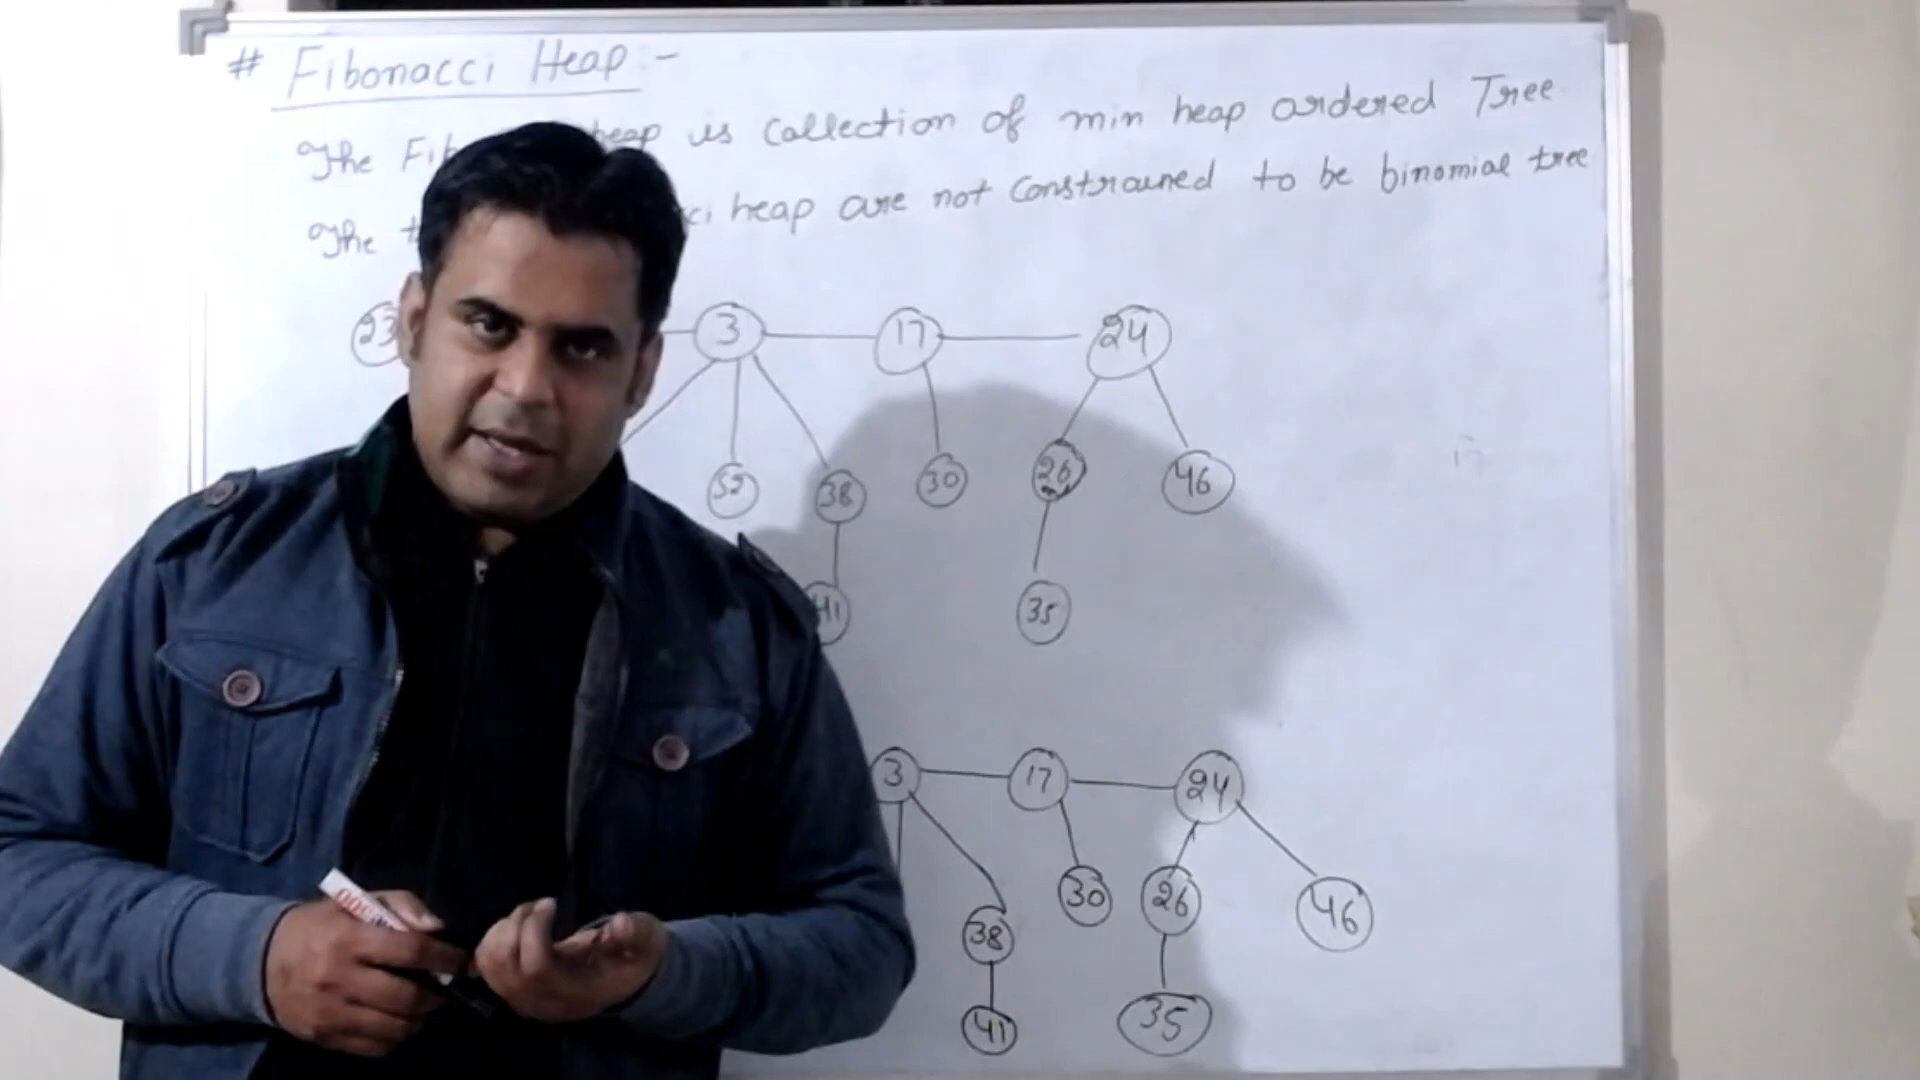 # Fibonacci Heap :-
The heap is Collection of min heap ordered Tree
The heap are not Constrained to be binomial tree
23 3 17 24
52 38 30 26 46
41 35
3 17 24
38 30 26 46
41 35